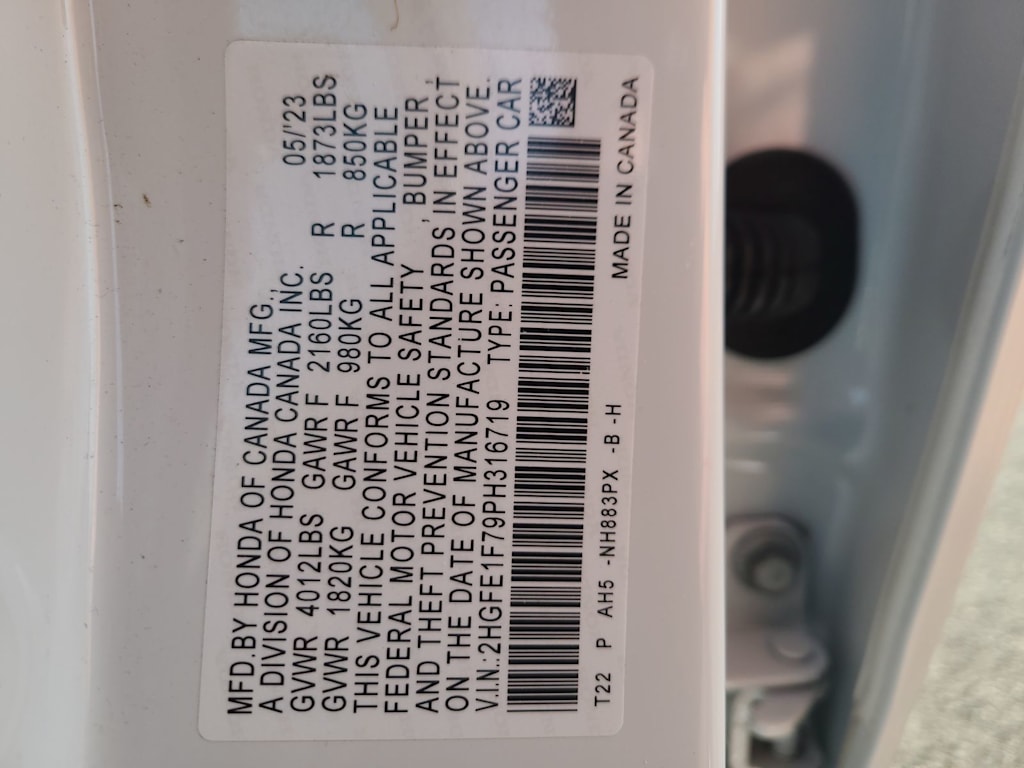 MFD.BY HONDA OF CANADA MFG.,
A DIVISION OF HONDA CANADA INC. 05/'23
GVWR 4012LBS GAWR F 2160LBS R 1873LBS
GVWR 1820KG GAWR F 980KG R 850KG
THIS VEHICLE CONFORMS TO ALL APPLICABLE
FEDERAL MOTOR VEHICLE SAFETY , BUMPER ,
AND THEFT PREVENTION STANDARDS IN EFFECT
ON THE DATE OF MANUFACTURE SHOWN ABOVE.
V.I.N.:2HGFE1F79PH316719 TYPE: PASSENGER CAR
T22 P AH5 -NH883PX -B -H MADE IN CANADA